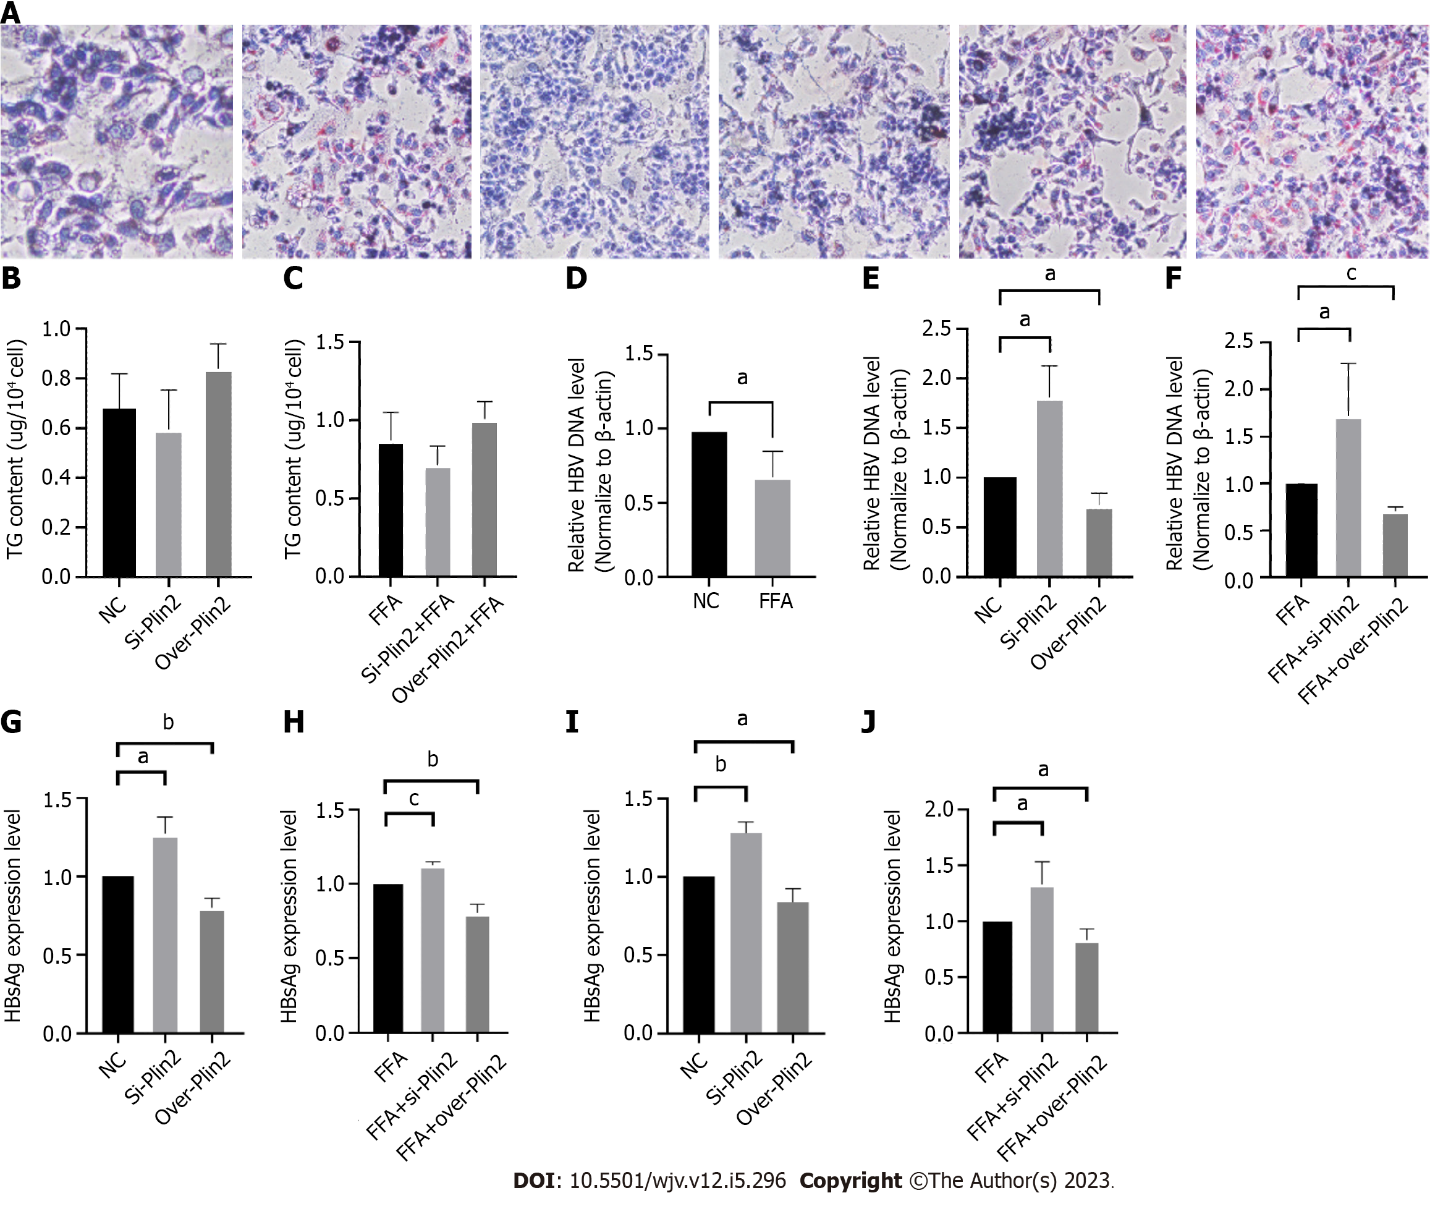 A
B
TG content (ug/10⁴ cell)
1.0
0.8
0.6
0.4
0.2
0.0
NC
Si-Plin2
Over-Plin2
C
TG content (ug/10⁴ cell)
1.5
1.0
0.5
0.0
FFA
Si-Plin2+FFA
Over-Plin2+FFA
D
Relative HBV DNA level
(Normalize to β-actin)
1.5
1.0
0.5
0.0
a
NC
FFA
E
Relative HBV DNA level
(Normalize to β-actin)
2.5
2.0
1.5
1.0
0.5
0.0
a
a
NC
Si-Plin2
Over-Plin2
F
Relative HBV DNA level
(Normalize to β-actin)
2.5
2.0
1.5
1.0
0.5
0.0
c
a
FFA
FFA+si-Plin2
FFA+over-Plin2
G
HBsAg expression level
1.5
1.0
0.5
0.0
b
a
NC
Si-Plin2
Over-Plin2
H
HBsAg expression level
1.5
1.0
0.5
0.0
b
c
FFA
FFA+si-Plin2
FFA+over-Plin2
I
HBsAg expression level
1.5
1.0
0.5
0.0
a
b
NC
Si-Plin2
Over-Plin2
J
HBsAg expression level
2.0
1.5
1.0
0.5
0.0
a
a
FFA
FFA+si-Plin2
FFA+over-Plin2
DOI: 10.5501/wjv.v12.i5.296 Copyright ©The Author(s) 2023.